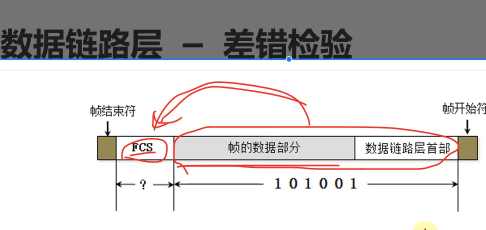 数据链路层 - 差错检验
帧结束符
帧开始符
FCS
帧的数据部分
数据链路层首部
?
1 0 1 0 0 1